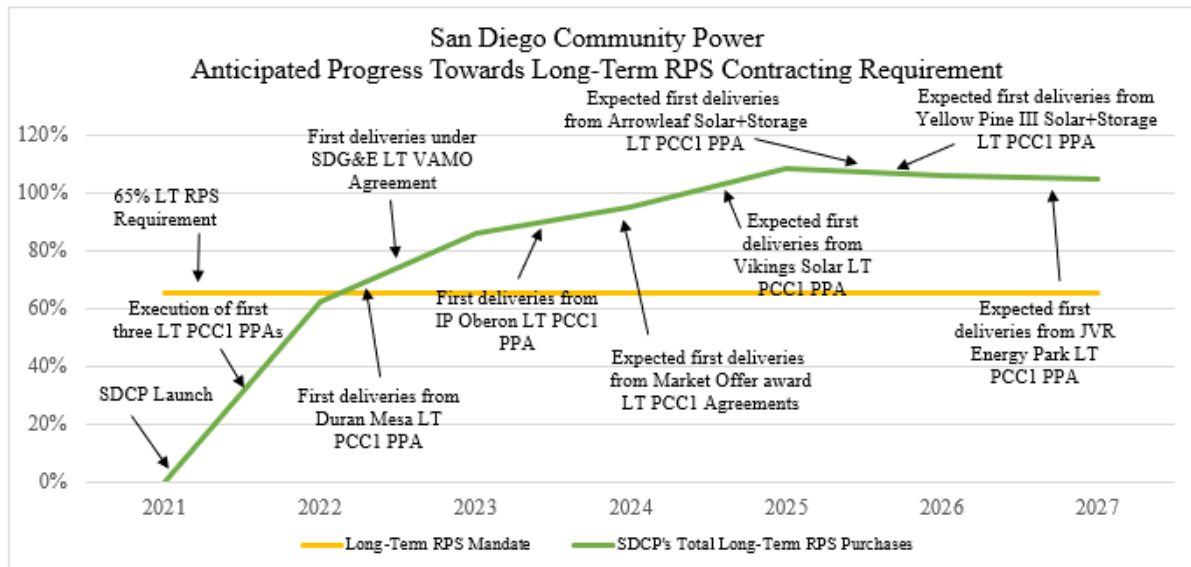 San Diego Community Power
Anticipated Progress Towards Long-Term RPS Contracting Requirement
120%
100%
80%
60%
40%
20%
0%
65% LT RPS
Requirement
SDCP Launch
Execution of first
three LT PCC1 PPAs
First deliveries under
SDG&E LT VAMO
Agreement
First deliveries from
Duran Mesa LT
PCC1 PPA
First deliveries from
IP Oberon LT PCC1
PPA
Expected first deliveries
from Market Offer award
LT PCC1 Agreements
Expected first deliveries
from Arrowleaf Solar+Storage
LT PCC1 PPA
Expected first
deliveries from
Vikings Solar LT
PCC1 PPA
Expected first deliveries from
Yellow Pine III Solar+Storage
LT PCC1 PPA
Expected first
deliveries from JVR
Energy Park LT
PCC1 PPA
2021 2022 2023 2024 2025 2026 2027
Long-Term RPS Mandate SDCP's Total Long-Term RPS Purchases